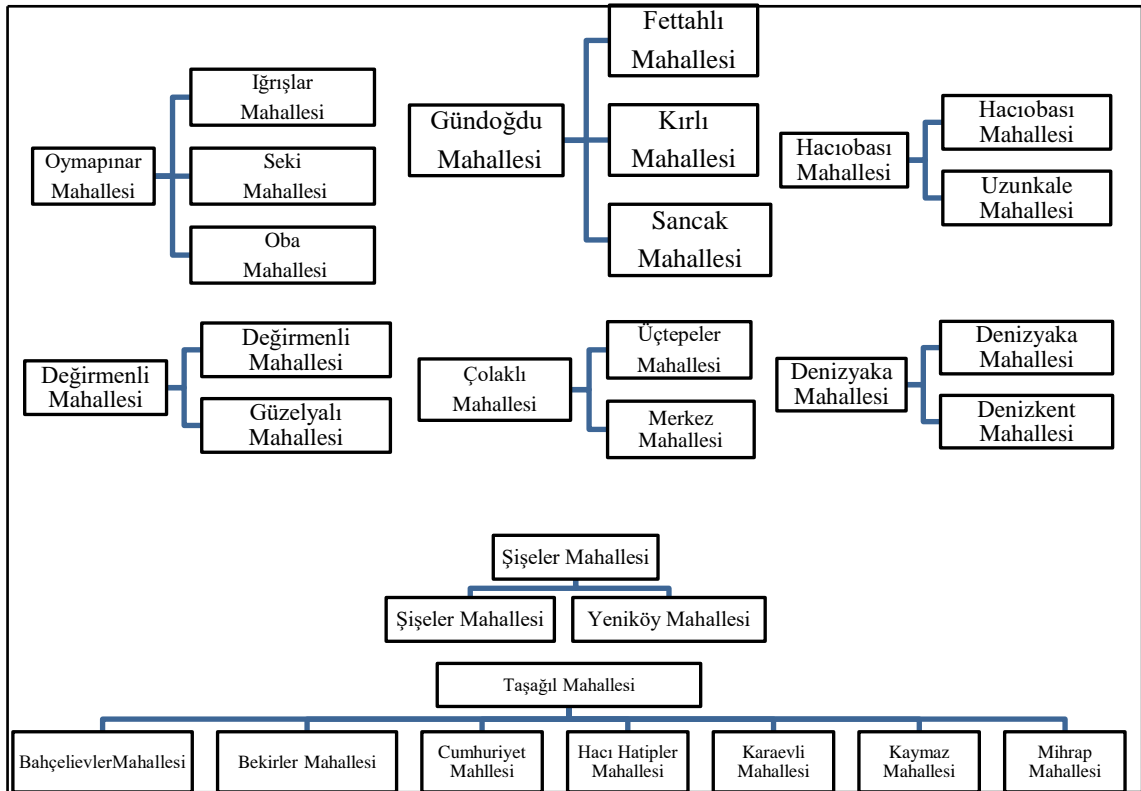 Oymapınar
Mahallesi
Iğrışlar
Mahallesi
Seki
Mahallesi
Oba
Mahallesi
Gündoğdu
Mahallesi
Fettahlı
Mahallesi
Kırlı
Mahallesi
Sancak
Mahallesi
Hacıobası
Mahallesi
Hacıobası
Mahallesi
Uzunkale
Mahallesi
Değirmenli
Mahallesi
Değirmenli
Mahallesi
Güzelyalı
Mahallesi
Çolaklı
Mahallesi
Üçtepeler
Mahallesi
Merkez
Mahallesi
Denizyaka
Mahallesi
Denizyaka
Mahallesi
Denizkent
Mahallesi
Şişeler Mahallesi
Şişeler Mahallesi
Yeniköy Mahallesi
Taşağıl Mahallesi
BahçelievlerMahallesi
Bekirler Mahallesi
Cumhuriyet
Mahllesi
Hacı Hatipler
Mahallesi
Karaevli
Mahallesi
Kaymaz
Mahallesi
Mihrap
Mahallesi